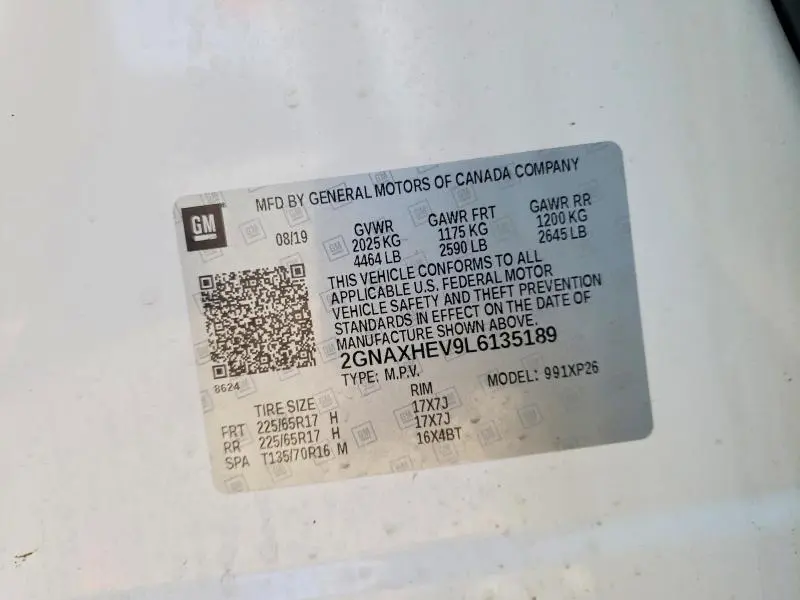 MFD BY GENERAL MOTORS OF CANADA COMPANY
GM
08/19
GVWR GAWR FRT GAWR RR
2025 KG 1175 KG 1200 KG
4464 LB 2590 LB 2645 LB
THIS VEHICLE CONFORMS TO ALL
APPLICABLE U.S. FEDERAL MOTOR
VEHICLE SAFETY AND THEFT PREVENTION
STANDARDS IN EFFECT ON THE DATE OF
MANUFACTURE SHOWN ABOVE.
2GNAXHEV9L6135189
8624
TYPE: M.P.V. MODEL: 991XP26
TIRE SIZE RIM
FRT 225/65R17 H 17X7J
RR 225/65R17 H 17X7J
SPA T135/70R16 M 16X4BT